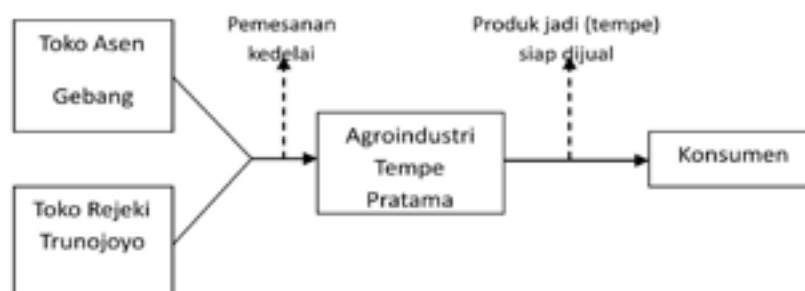 Toko Asen
Gebang
Pemesanan
kedelai
Produk jadi (tempe)
siap dijual
Agroindustri
Tempe
Pratama
Konsumen
Toko Rejeki
Trunojoyo